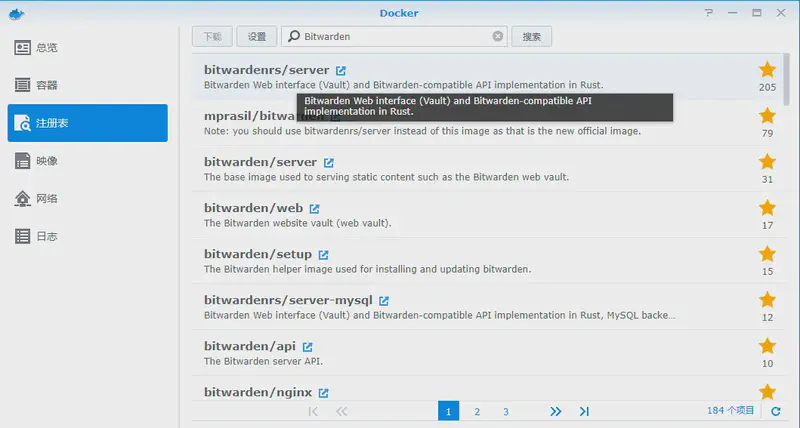 Docker
总览
容器
注册表
映像
网络
日志
下载
设置
Bitwarden
搜索
bitwardenrs/server
Bitwarden Web interface (Vault) and Bitwarden-compatible API implementation in Rust.
205
Bitwarden Web interface (Vault) and Bitwarden-compatible API
implementation in Rust.
mprasil/bitwarden
Note: you should use bitwardenrs/server instead of this image as that is the new official image.
79
bitwarden/server
The base image used to serving static content such as the Bitwarden web vault.
31
bitwarden/web
The Bitwarden website vault (web vault).
17
bitwarden/setup
The Bitwarden helper image used for installing and updating bitwarden.
15
bitwardenrs/server-mysql
Bitwarden Web interface (Vault) and Bitwarden-compatible API implementation in Rust, MySQL backe...
12
bitwarden/api
The Bitwarden server API.
10
bitwarden/nginx
1 2 3
184 个项目